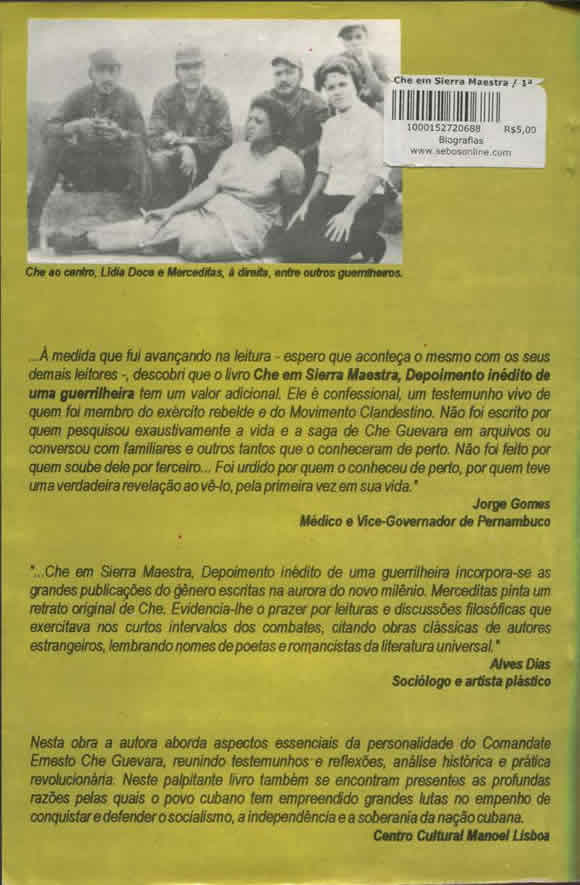 Che em Sierra Maestra / 1ª
1000152720688 R$5,00
Biografias
www.sebosonline.com
Che ao centro, Lídia Doce e Merceditas, à direita, entre outros guerrilheiros.
...À medida que fui avançando na leitura - espero que aconteça o mesmo com os seus
demais leitores -, descobri que o livro Che em Sierra Maestra, Depoimento inédito de
uma guerrilheira tem um valor adicional. Ele é confessional, um testemunho vivo de
quem foi membro do exército rebelde e do Movimento Clandestino. Não foi escrito por
quem pesquisou exaustivamente a vida e a saga de Che Guevara em arquivos ou
conversou com familiares e outros tantos que o conheceram de perto. Não foi feito por
quem soube dele por terceiro... Foi urdido por quem o conheceu de perto, por quem teve
uma verdadeira revelação ao vê-lo, pela primeira vez em sua vida."
Jorge Gomes
Médico e Vice-Governador de Pernambuco
"...Che em Sierra Maestra, Depoimento inédito de uma guerrilheira incorpora-se as
grandes publicações do gênero escritas na aurora do novo milênio. Merceditas pinta um
retrato original de Che. Evidencia-lhe o prazer por leituras e discussões filosóficas que
exercitava nos curtos intervalos dos combates, citando obras clássicas de autores
estrangeiros, lembrando nomes de poetas e romancistas da literatura universal."
Alves Dias
Sociólogo e artista plástico
Nesta obra a autora aborda aspectos essenciais da personalidade do Comandate
Ernesto Che Guevara, reunindo testemunhos e reflexões, análise histórica e prática
revolucionária. Neste palpitante livro também se encontram presentes as profundas
razões pelas quais o povo cubano tem empreendido grandes lutas no empenho de
conquistar e defender o socialismo, a independência e a soberania da nação cubana.
Centro Cultural Manoel Lisboa